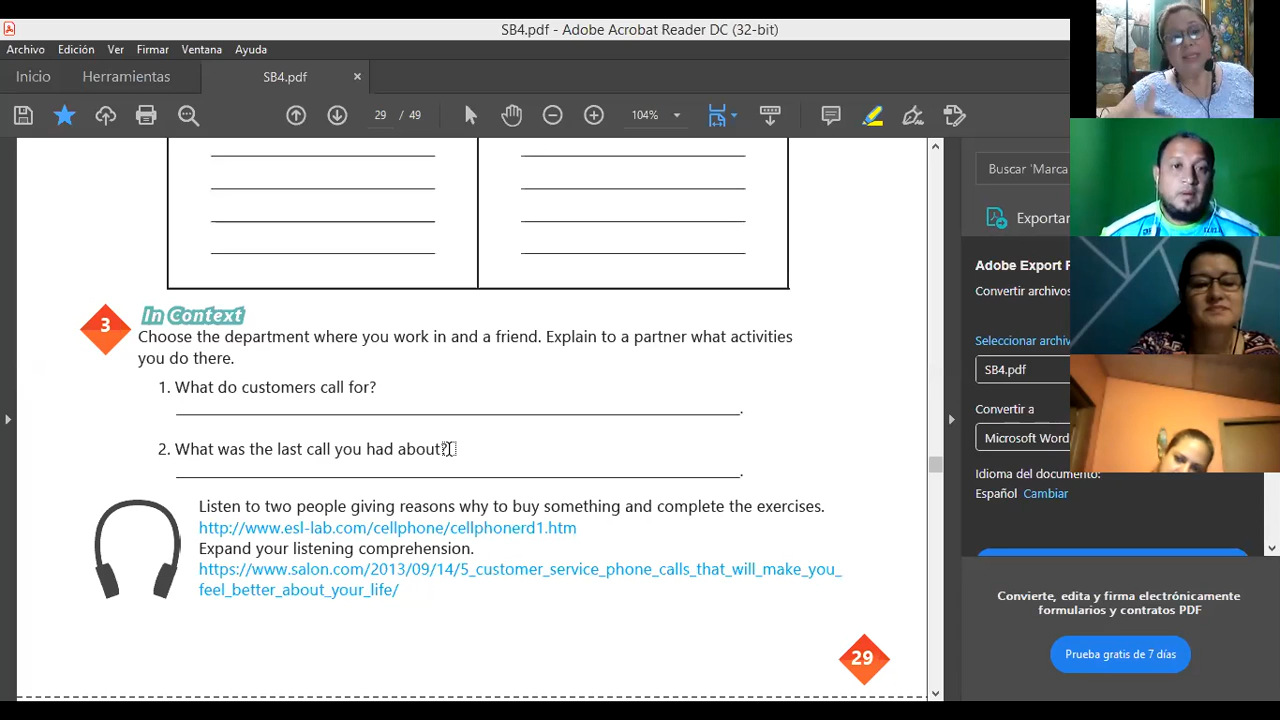 SB4.pdf - Adobe Acrobat Reader DC (32-bit)
Archivo Edición Ver Firmar Ventana Ayuda
Inicio Herramientas SB4.pdf ×
29 / 49 104%
3 In Context
Choose the department where you work in and a friend. Explain to a partner what activities
you do there.
1. What do customers call for?
2. What was the last call you had about?
Listen to two people giving reasons why to buy something and complete the exercises.
http://www.esl-lab.com/cellphone/cellphonerd1.htm
Expand your listening comprehension.
https://www.salon.com/2013/09/14/5_customer_service_phone_calls_that_will_make_you_
feel_better_about_your_life/
29
Buscar 'Marca
Exportar
Adobe Export
Convertir archivos
Seleccionar archiv
SB4.pdf
Convertir a
Microsoft Word
Idioma del documento:
Español Cambiar
Convierte, edita y firma electrónicamente
formularios y contratos PDF
Prueba gratis de 7 días